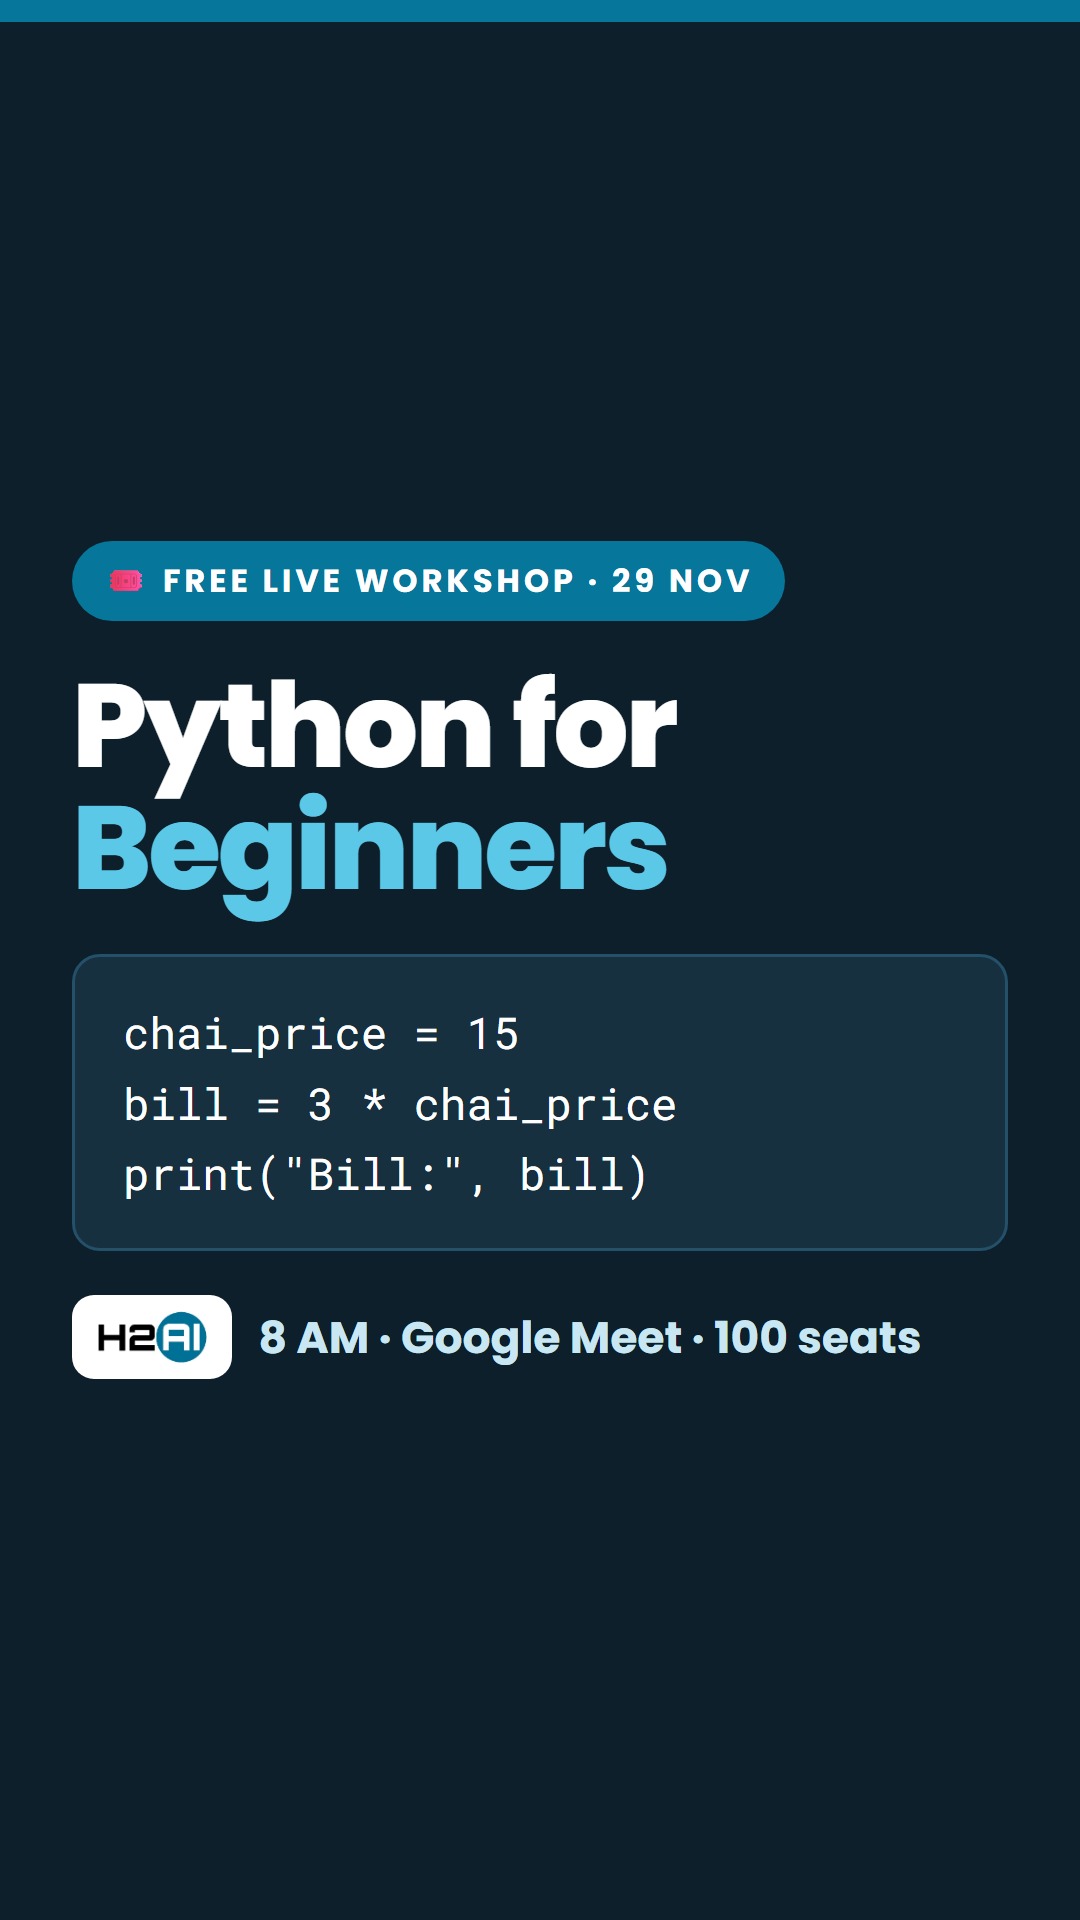 FREE LIVE WORKSHOP · 29 NOV
Python for
Beginners
chai_price = 15
bill = 3 * chai_price
print("Bill:", bill)
H2AI
8 AM · Google Meet · 100 seats